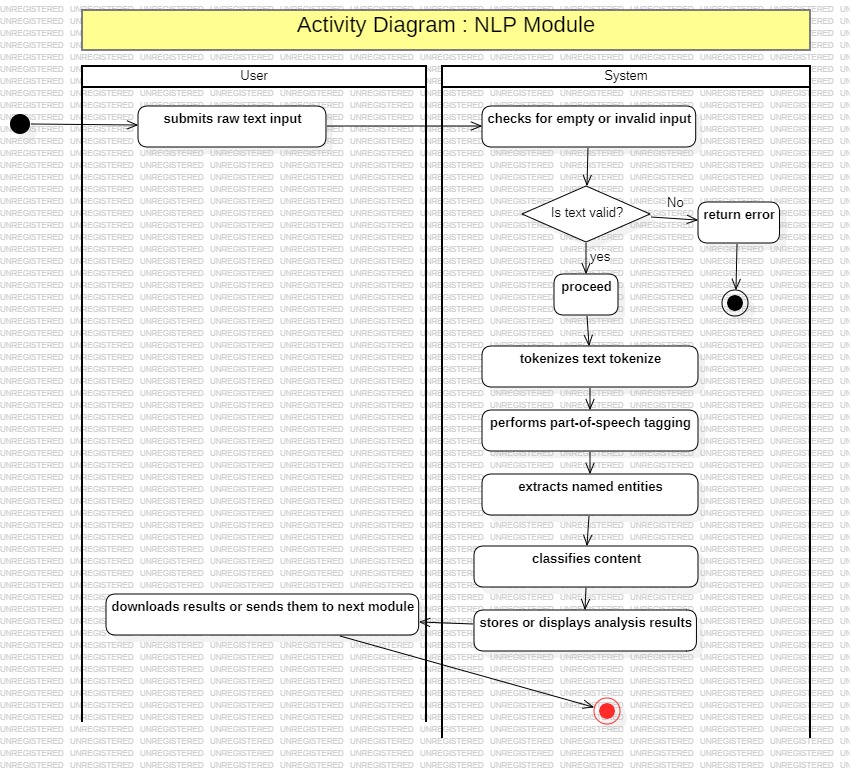 Activity Diagram : NLP Module
User
System
submits raw text input
checks for empty or invalid input
Is text valid?
No
return error
yes
proceed
tokenizes text tokenize
performs part-of-speech tagging
extracts named entities
classifies content
downloads results or sends them to next module
stores or displays analysis results
UNREGISTERED